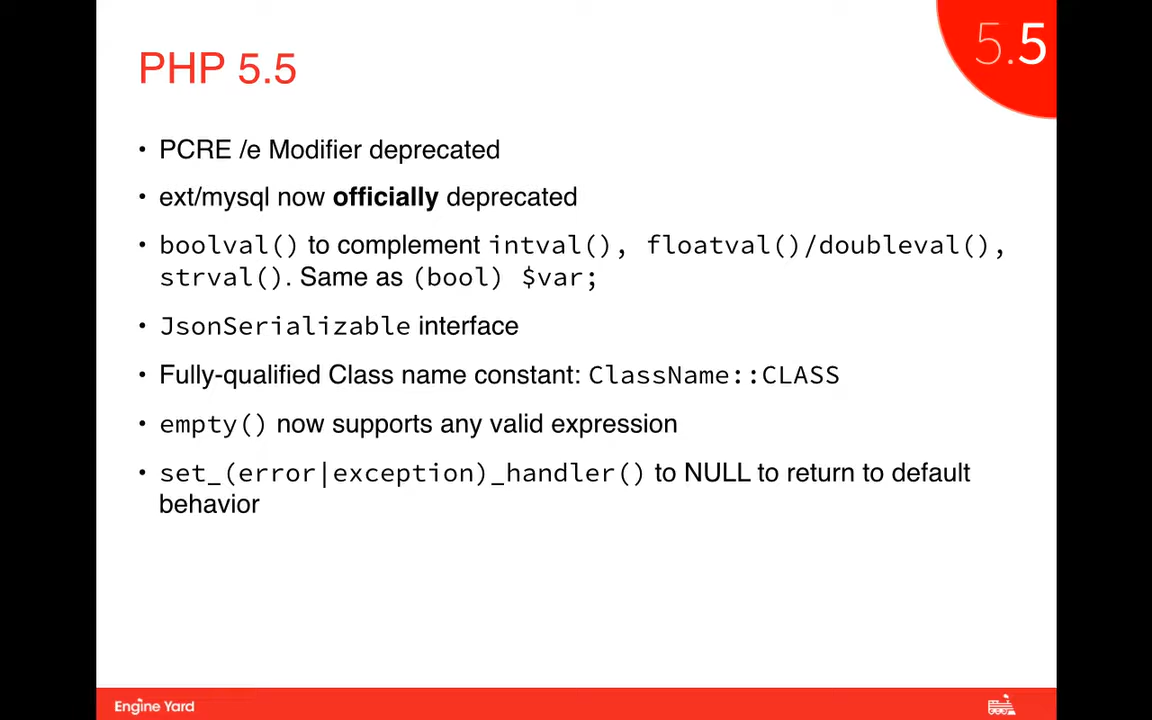 5.5
PHP 5.5
• PCRE /e Modifier deprecated
• ext/mysql now officially deprecated
• boolval() to complement intval(), floatval()/doubleval(),
strval(). Same as (bool) $var;
• JsonSerializable interface
• Fully-qualified Class name constant: ClassName::CLASS
• empty() now supports any valid expression
• set_(error|exception)_handler() to NULL to return to default
behavior
Engine Yard